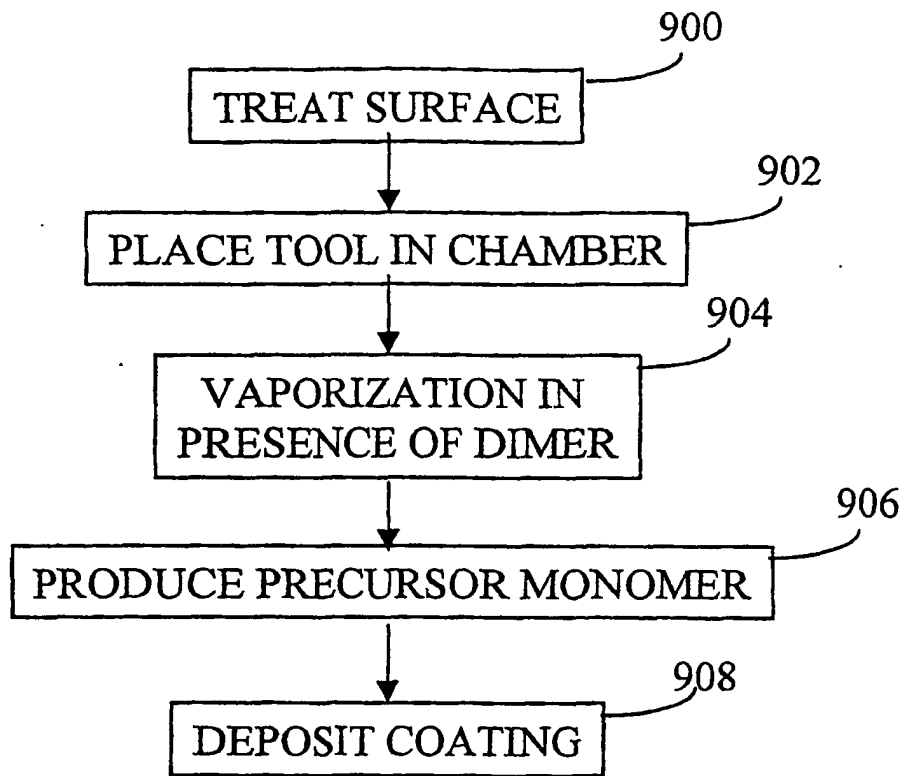 900
TREAT SURFACE
902
PLACE TOOL IN CHAMBER
904
VAPORIZATION IN
PRESENCE OF DIMER
906
PRODUCE PRECURSOR MONOMER
908
DEPOSIT COATING